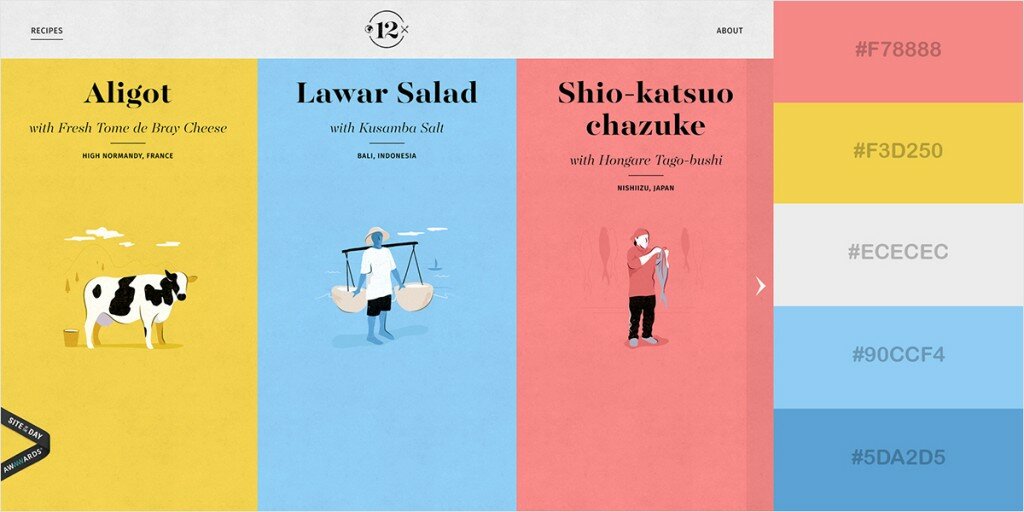 RECIPES
12
ABOUT
Aligot
with Fresh Tome de Bray Cheese
HIGH NORMANDY, FRANCE
Lawar Salad
with Kusamba Salt
BALI, INDONESIA
Shio-katsuo
chazuke
with Hongare Tago-bushi
NISHIIZU, JAPAN
SITE OF THE DAY
AWWWARDS
#F78888
#F3D250
#ECECEC
#90CCF4
#5DA2D5